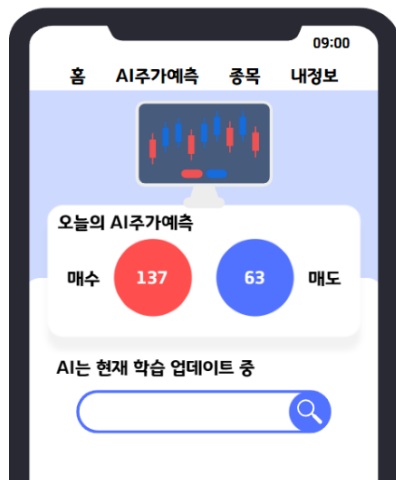 09:00
홈 AI주가예측 종목 내정보
오늘의 AI주가예측
매수 137 63 매도
AI는 현재 학습 업데이트 중